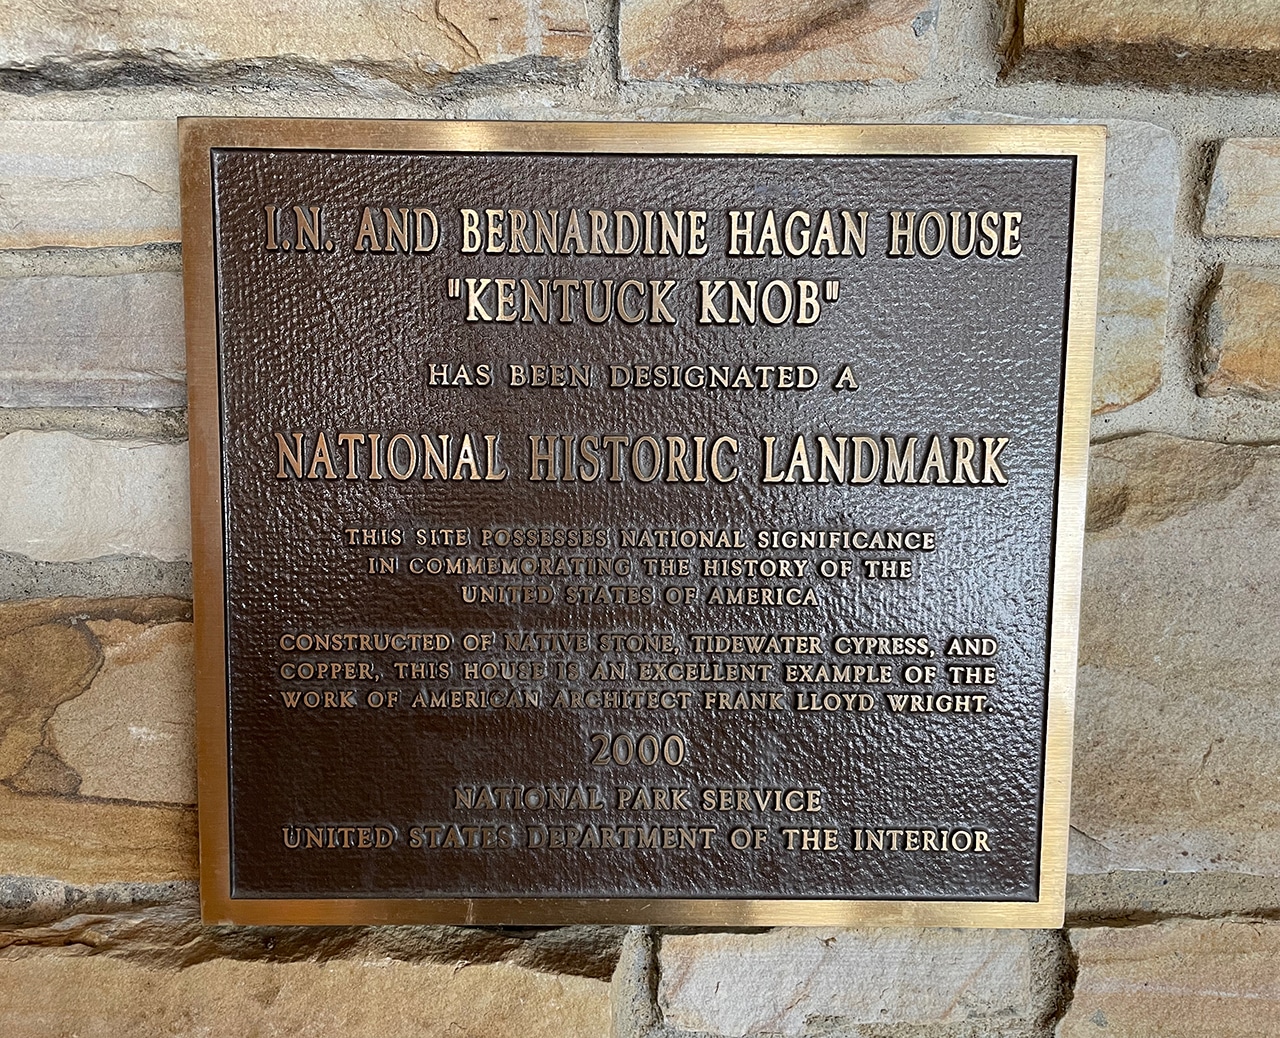 I.N. AND BERNARDINE HAGAN HOUSE
"KENTUCK KNOB"
HAS BEEN DESIGNATED A
NATIONAL HISTORIC LANDMARK
THIS SITE POSSESSES NATIONAL SIGNIFICANCE
IN COMMEMORATING THE HISTORY OF THE
UNITED STATES OF AMERICA
CONSTRUCTED OF NATIVE STONE, TIDEWATER CYPRESS, AND
COPPER, THIS HOUSE IS AN EXCELLENT EXAMPLE OF THE
WORK OF AMERICAN ARCHITECT FRANK LLOYD WRIGHT.
2000
NATIONAL PARK SERVICE
UNITED STATES DEPARTMENT OF THE INTERIOR